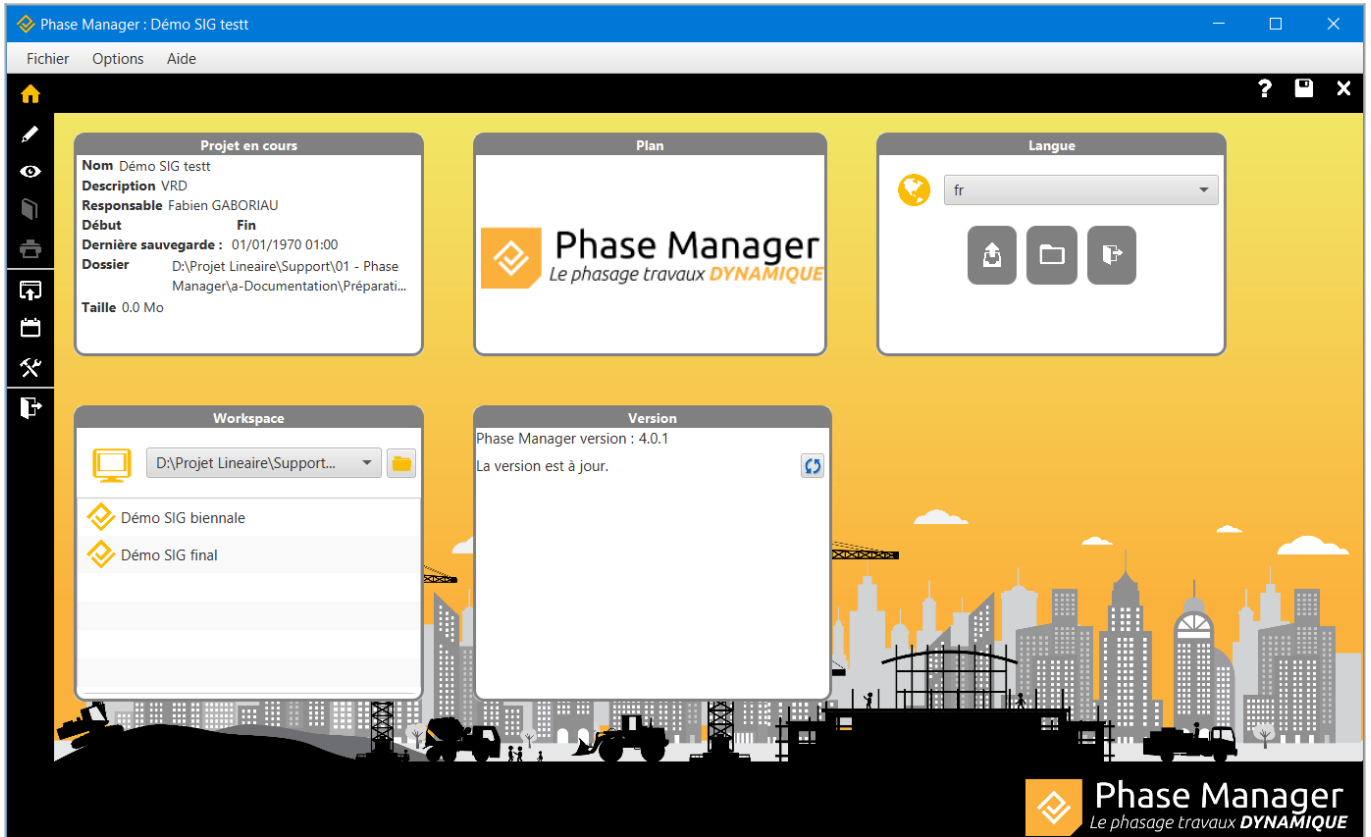 Phase Manager : Démo SIG testt
Fichier Options Aide
Projet en cours
Nom Démo SIG testt
Description VRD
Responsable Fabien GABORIAU
Début Fin
Dernière sauvegarde : 01/01/1970 01:00
Dossier D:\Projet Lineaire\Support\01 - Phase
Manager\a-Documentation\Préparati...
Taille 0.0 Mo
Plan
Phase Manager
Le phasage travaux DYNAMIQUE
Langue
fr
Workspace
D:\Projet Lineaire\Support...
Démo SIG biennale
Démo SIG final
Version
Phase Manager version : 4.0.1
La version est à jour.
Phase Manager
Le phasage travaux DYNAMIQUE